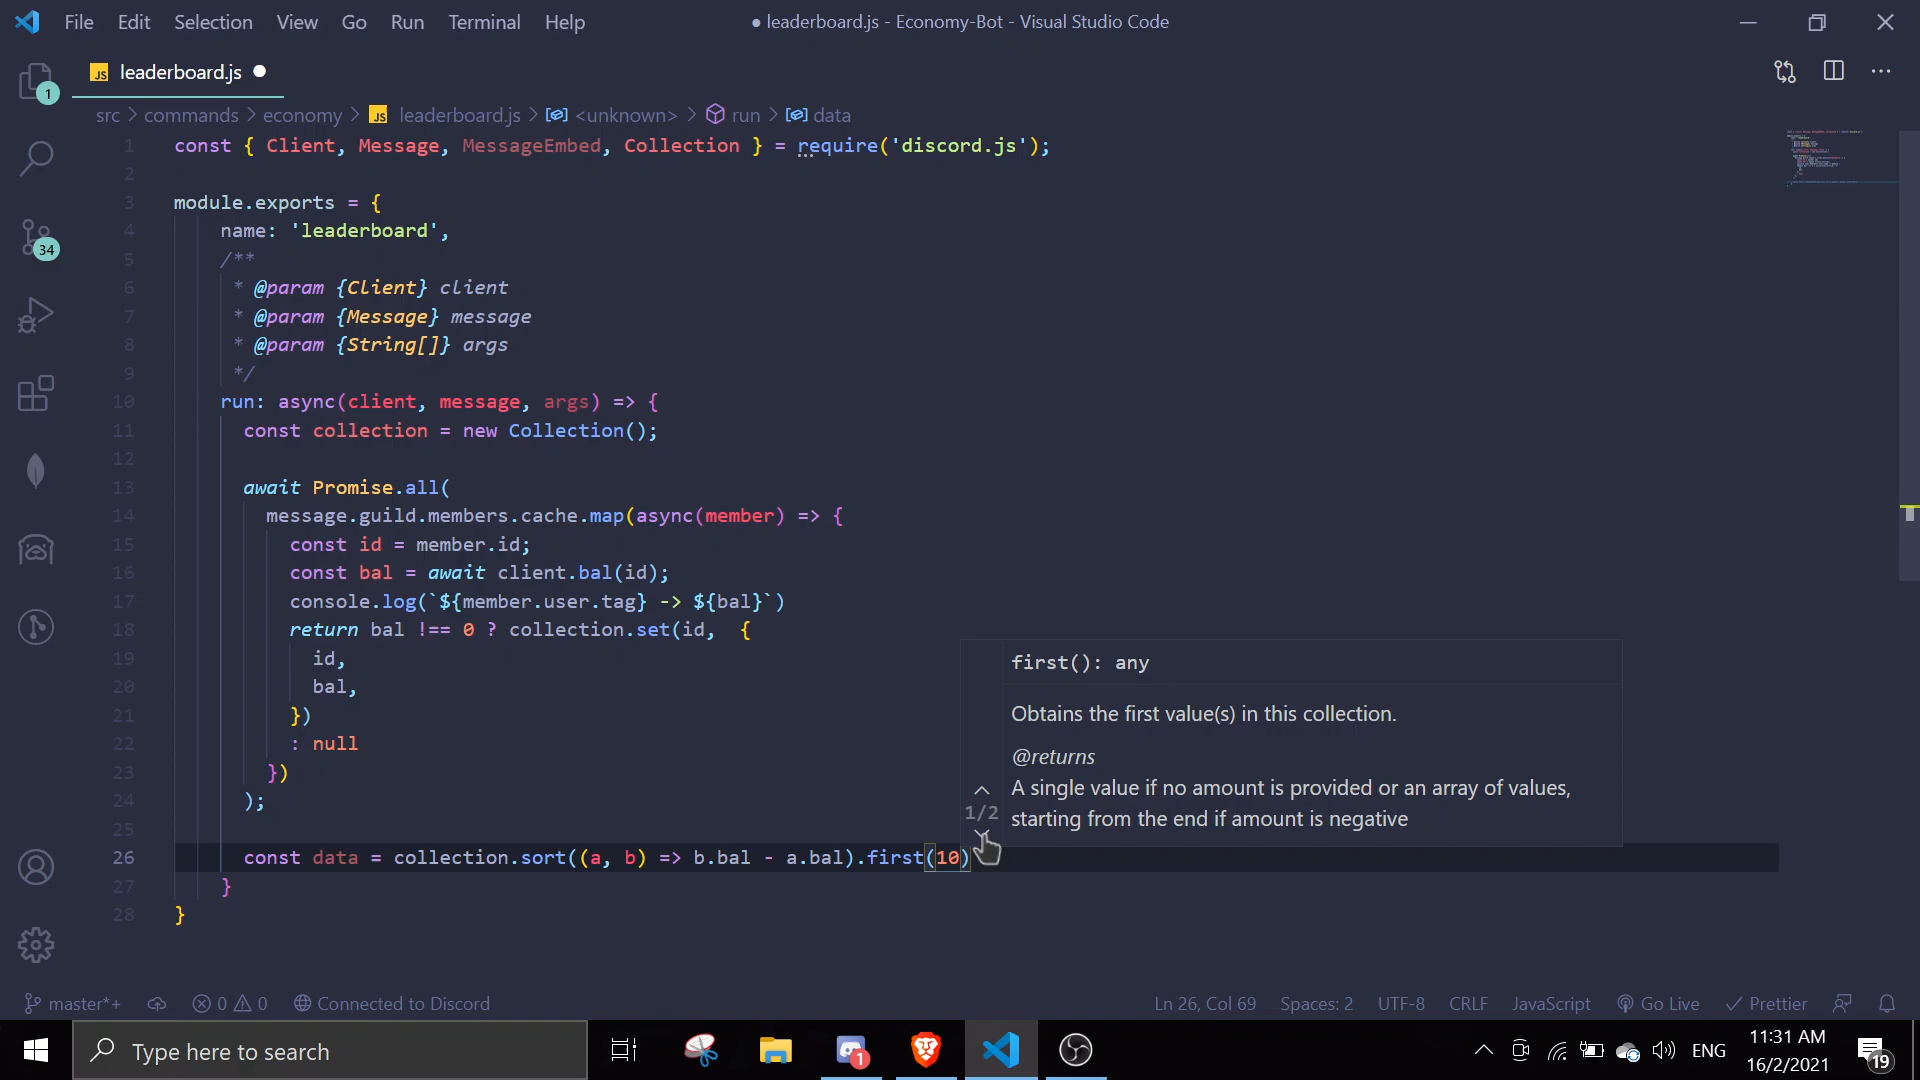 File Edit Selection View Go Run Terminal Help
● leaderboard.js - Economy-Bot - Visual Studio Code
JS leaderboard.js ●
1
src > commands > economy > JS leaderboard.js > <unknown> > run > data
1 const { Client, Message, MessageEmbed, Collection } = require('discord.js');
2
3 module.exports = {
4 name: 'leaderboard',
5 /**
6 * @param {Client} client
7 * @param {Message} message
8 * @param {String[]} args
9 */
10 run: async(client, message, args) => {
11 const collection = new Collection();
12
13 await Promise.all(
14 message.guild.members.cache.map(async(member) => {
15 const id = member.id;
16 const bal = await client.bal(id);
17 console.log(`${member.user.tag} -> ${bal}`)
18 return bal !== 0 ? collection.set(id,  {
19 id,
20 bal,
21 })
22 : null
23 })
24 );
25
26 const data = collection.sort((a, b) => b.bal - a.bal).first(10)
27 }
28 }
34
first(): any
Obtains the first value(s) in this collection.
@returns
A single value if no amount is provided or an array of values,
1/2
starting from the end if amount is negative
master*+ 0 0 Connected to Discord Ln 26, Col 69 Spaces: 2 UTF-8 CRLF JavaScript Go Live Prettier
Type here to search
1
ENG
11:31 AM
16/2/2021
19